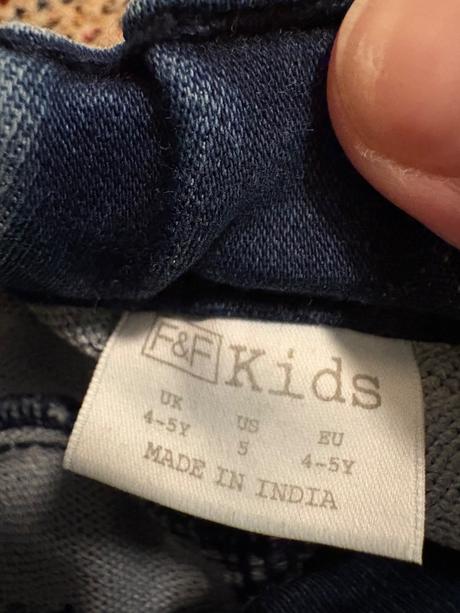 F&F Kids
UK US EU
4-5Y 5 4-5Y
MADE IN INDIA